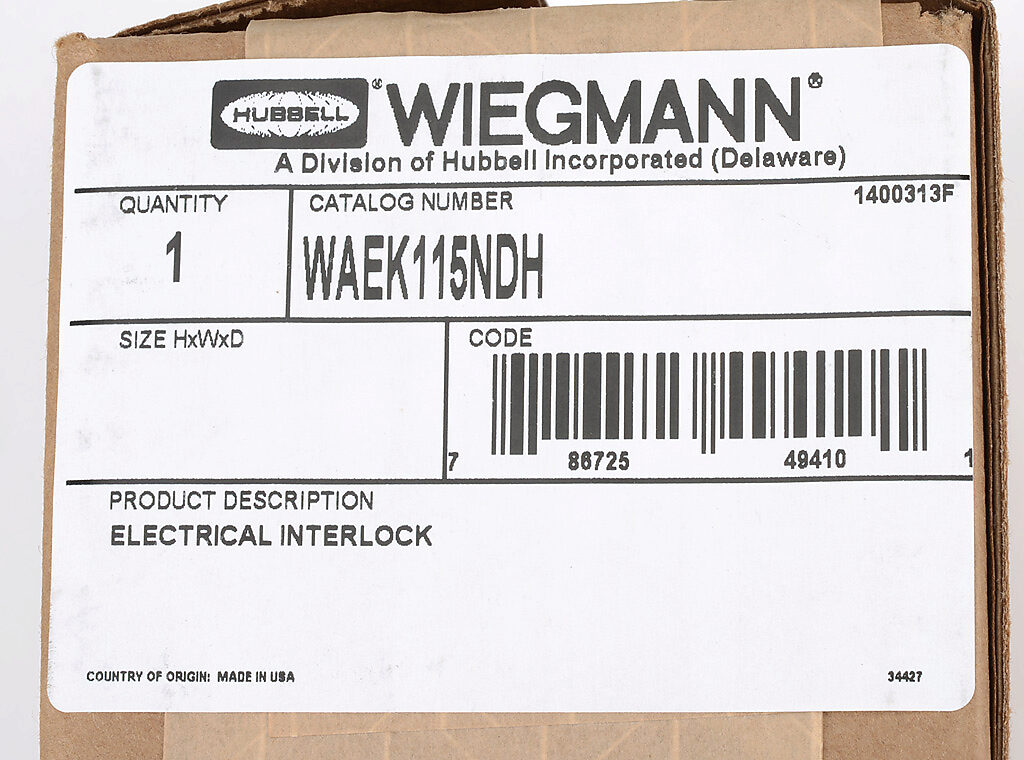 HUBBELL ® WIEGMANN®
A Division of Hubbell Incorporated (Delaware)
QUANTITY
1
CATALOG NUMBER
1400313F
WAEK115NDH
SIZE HxWxD
CODE
7 86725 49410 1
PRODUCT DESCRIPTION
ELECTRICAL INTERLOCK
COUNTRY OF ORIGIN: MADE IN USA
34427